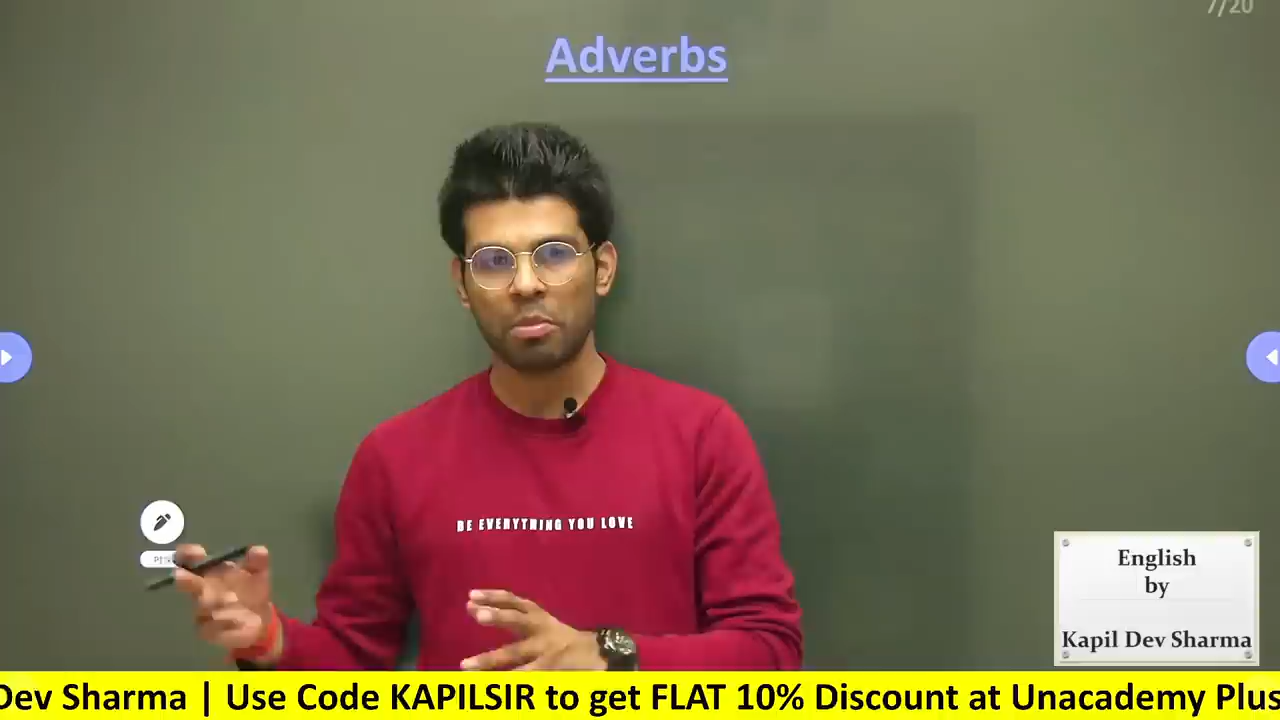 7/20
Adverbs
BE EVERYTHING YOU LOVE
English
by
Kapil Dev Sharma
Dev Sharma | Use Code KAPILSIR to get FLAT 10% Discount at Unacademy Plus